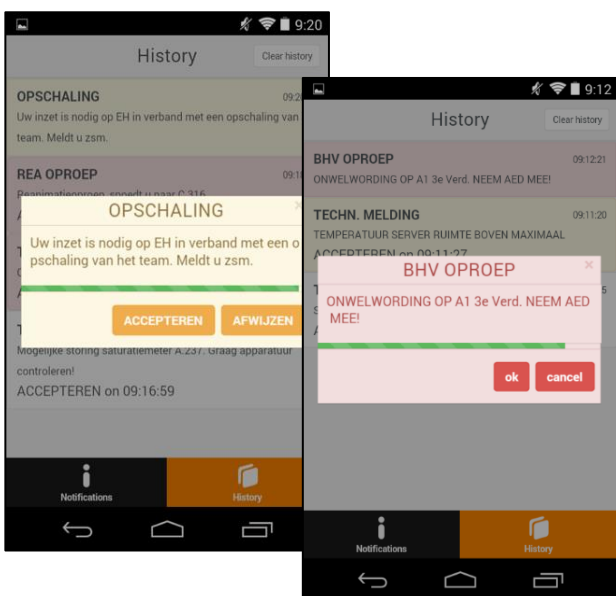 9:20
History
Clear history
OPSCHALING
Uw inzet is nodig op EH in verband met een opschaling van
team. Meldt u zsm.
REA OPROEP
OPSCHALING
×
Uw inzet is nodig op EH in verband met een o
pschaling van het team. Meldt u zsm.
ACCEPTEREN
AFWIJZEN
Mogelijke storing saturatiemeter A.237. Graag apparatuur
controleren!
ACCEPTEREN on 09:16:59
Notifications
History
9:12
History
Clear history
BHV OPROEP
09:12:21
ONWELWORDING OP A1 3e Verd. NEEM AED MEE!
TECHN. MELDING
09:11:20
TEMPERATUUR SERVER RUIMTE BOVEN MAXIMAAL
ACCEPTEREN on 09:11:27
BHV OPROEP
×
ONWELWORDING OP A1 3e Verd. NEEM AED
MEE!
ok
cancel
Notifications
History